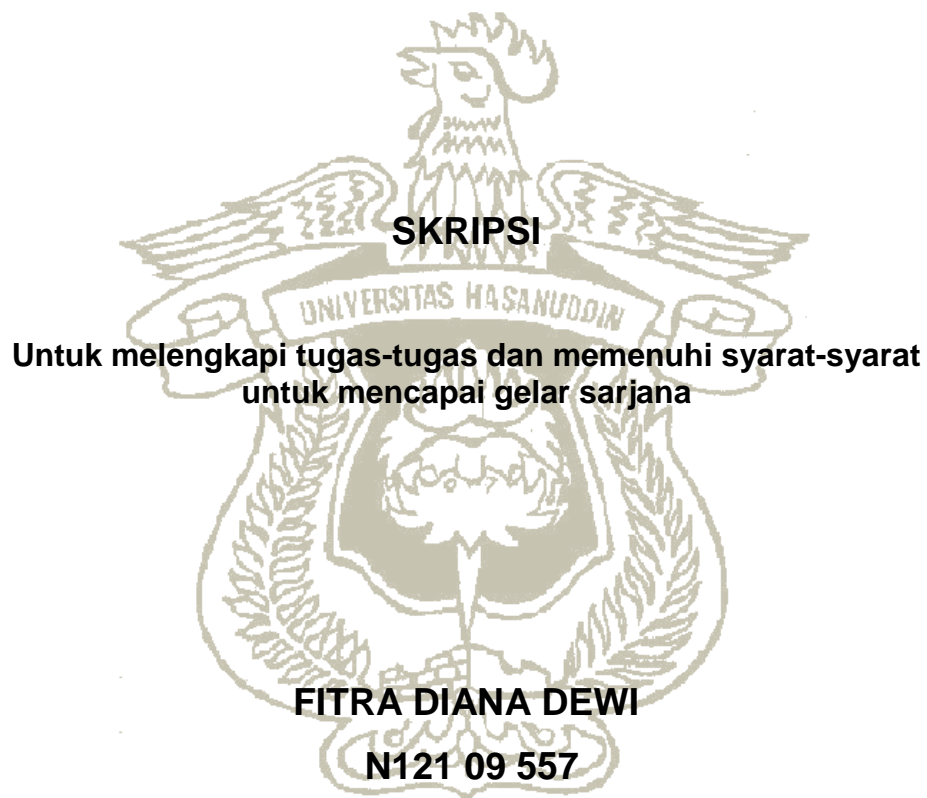 SKRIPSI
UNIVERSITAS HASANUDDIN
Untuk melengkapi tugas-tugas dan memenuhi syarat-syarat
untuk mencapai gelar sarjana
FITRA DIANA DEWI
N121 09 557